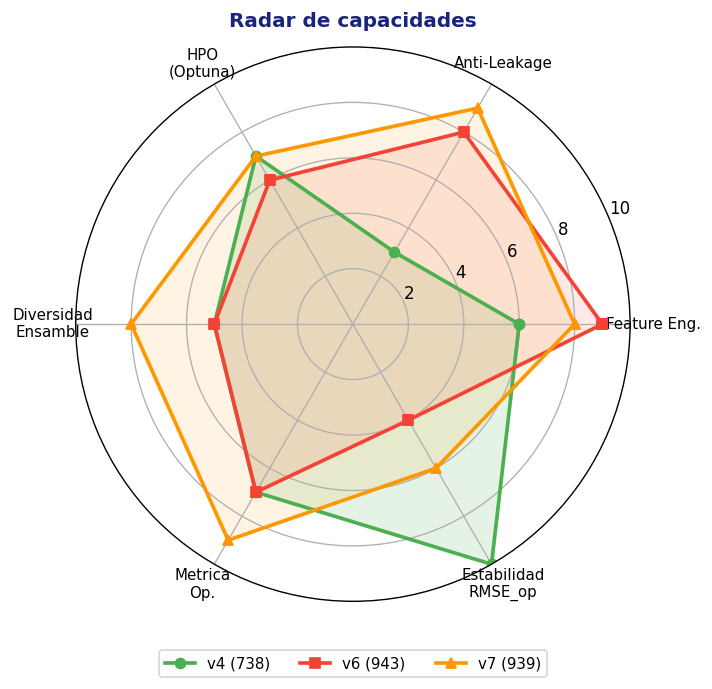 Radar de capacidades
HPO
(Optuna)
Anti-Leakage
10
8
6
4
2
Diversidad
Ensamble
Feature Eng.
Metrica
Op.
Estabilidad
RMSE_op
v4 (738)
v6 (943)
v7 (939)